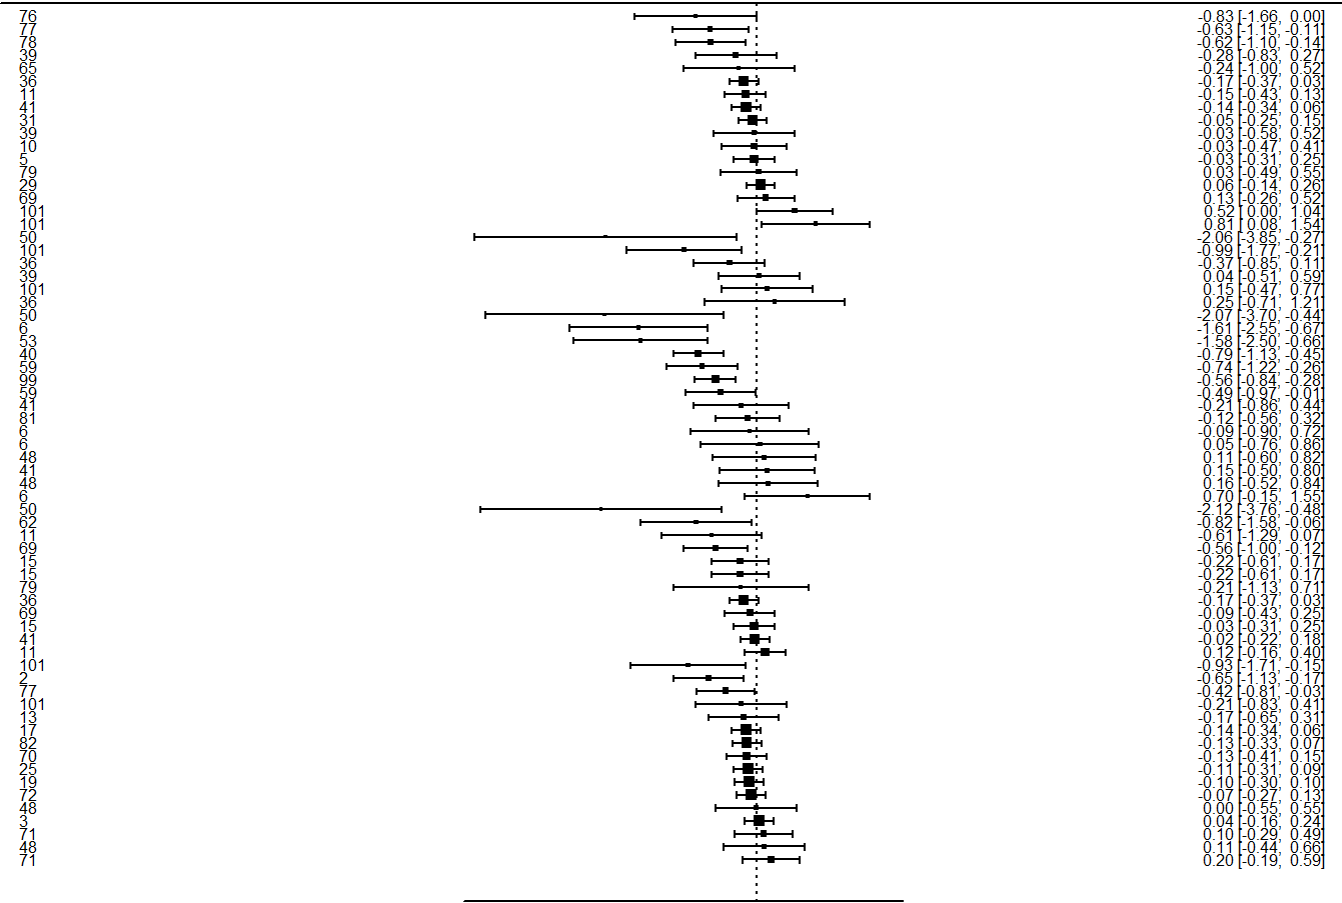 76 -0.83 [-1.66, 0.00]
77 -0.63 [-1.15, -0.11]
78 -0.62 [-1.10, -0.14]
39 -0.28 [-0.83, 0.27]
65 -0.24 [-1.00, 0.52]
36 -0.17 [-0.37, 0.03]
11 -0.15 [-0.43, 0.13]
41 -0.14 [-0.34, 0.06]
31 -0.05 [-0.25, 0.15]
39 -0.03 [-0.58, 0.52]
10 -0.03 [-0.47, 0.41]
5 -0.03 [-0.31, 0.25]
79 0.03 [-0.49, 0.55]
29 0.06 [-0.14, 0.26]
69 0.13 [-0.26, 0.52]
101 0.52 [ 0.00, 1.04]
101 0.81 [ 0.08, 1.54]
50 -2.06 [-3.85, -0.27]
101 -0.99 [-1.77, -0.21]
36 -0.37 [-0.85, 0.11]
39 0.04 [-0.51, 0.59]
101 0.15 [-0.47, 0.77]
36 0.25 [-0.71, 1.21]
50 -2.07 [-3.70, -0.44]
6 -1.61 [-2.55, -0.67]
53 -1.58 [-2.50, -0.66]
40 -0.79 [-1.13, -0.45]
59 -0.74 [-1.22, -0.26]
99 -0.56 [-0.84, -0.28]
59 -0.49 [-0.97, -0.01]
41 -0.21 [-0.86, 0.44]
81 -0.12 [-0.56, 0.32]
6 -0.09 [-0.90, 0.72]
6 0.05 [-0.76, 0.86]
48 0.11 [-0.60, 0.82]
41 0.15 [-0.50, 0.80]
48 0.16 [-0.52, 0.84]
6 0.70 [-0.15, 1.55]
50 -2.12 [-3.76, -0.48]
62 -0.82 [-1.58, -0.06]
11 -0.61 [-1.29, 0.07]
69 -0.56 [-1.00, -0.12]
15 -0.22 [-0.61, 0.17]
15 -0.22 [-0.61, 0.17]
79 -0.21 [-1.13, 0.71]
36 -0.17 [-0.37, 0.03]
69 -0.09 [-0.43, 0.25]
15 -0.03 [-0.31, 0.25]
41 -0.02 [-0.22, 0.18]
11 0.12 [-0.16, 0.40]
101 -0.93 [-1.71, -0.15]
2 -0.65 [-1.13, -0.17]
77 -0.42 [-0.81, -0.03]
101 -0.21 [-0.83, 0.41]
13 -0.17 [-0.65, 0.31]
17 -0.14 [-0.34, 0.06]
82 -0.13 [-0.33, 0.07]
70 -0.13 [-0.41, 0.15]
25 -0.11 [-0.31, 0.09]
19 -0.10 [-0.30, 0.10]
72 -0.07 [-0.27, 0.13]
48 0.00 [-0.55, 0.55]
3 0.04 [-0.16, 0.24]
71 0.10 [-0.29, 0.49]
48 0.11 [-0.44, 0.66]
71 0.20 [-0.19, 0.59]